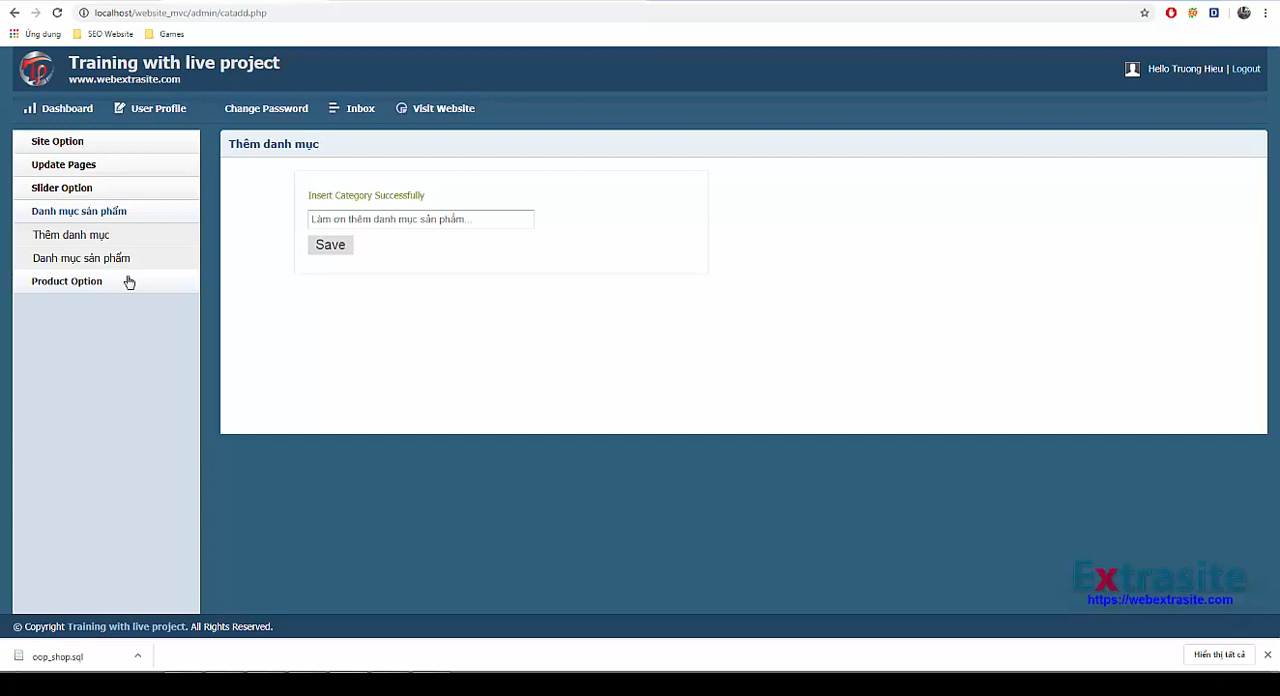 localhost/website_mvc/admin/catadd.php
Ứng dụng SEO Website Games
Training with live project
www.webextrasite.com
Hello Truong Hieu | Logout
Dashboard User Profile Change Password Inbox Visit Website
Site Option
Update Pages
Slider Option
Danh mục sản phẩm
Thêm danh mục
Danh mục sản phẩm
Product Option
Thêm danh mục
Insert Category Successfully
Làm ơn thêm danh mục sản phẩm...
Save
Extrasite
https://webextrasite.com
© Copyright Training with live project. All Rights Reserved.
oop_shop.sql
Hiển thị tất cả